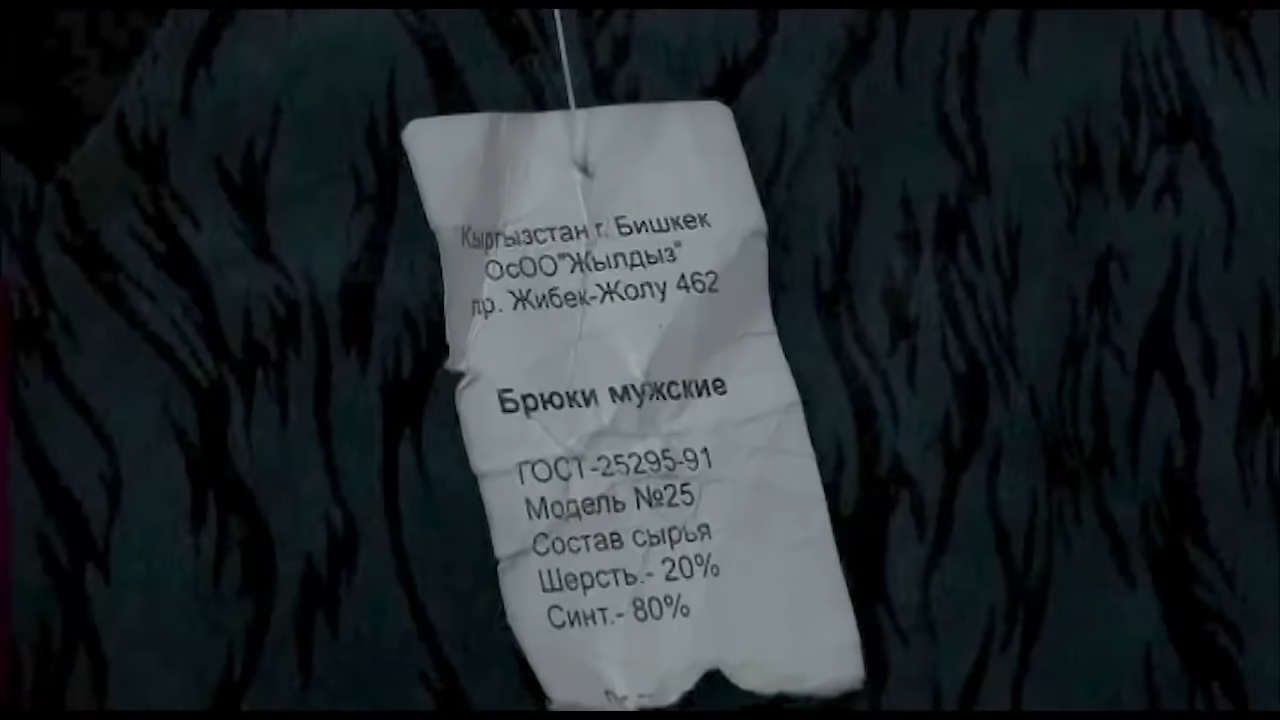 Кыргызстан г. Бишкек
ОсОО"Жылдыз"
пр. Жибек-Жолу 462
Брюки мужские
ГОСТ-25295-91
Модель №25
Состав сырья
Шерсть.- 20%
Синт.- 80%